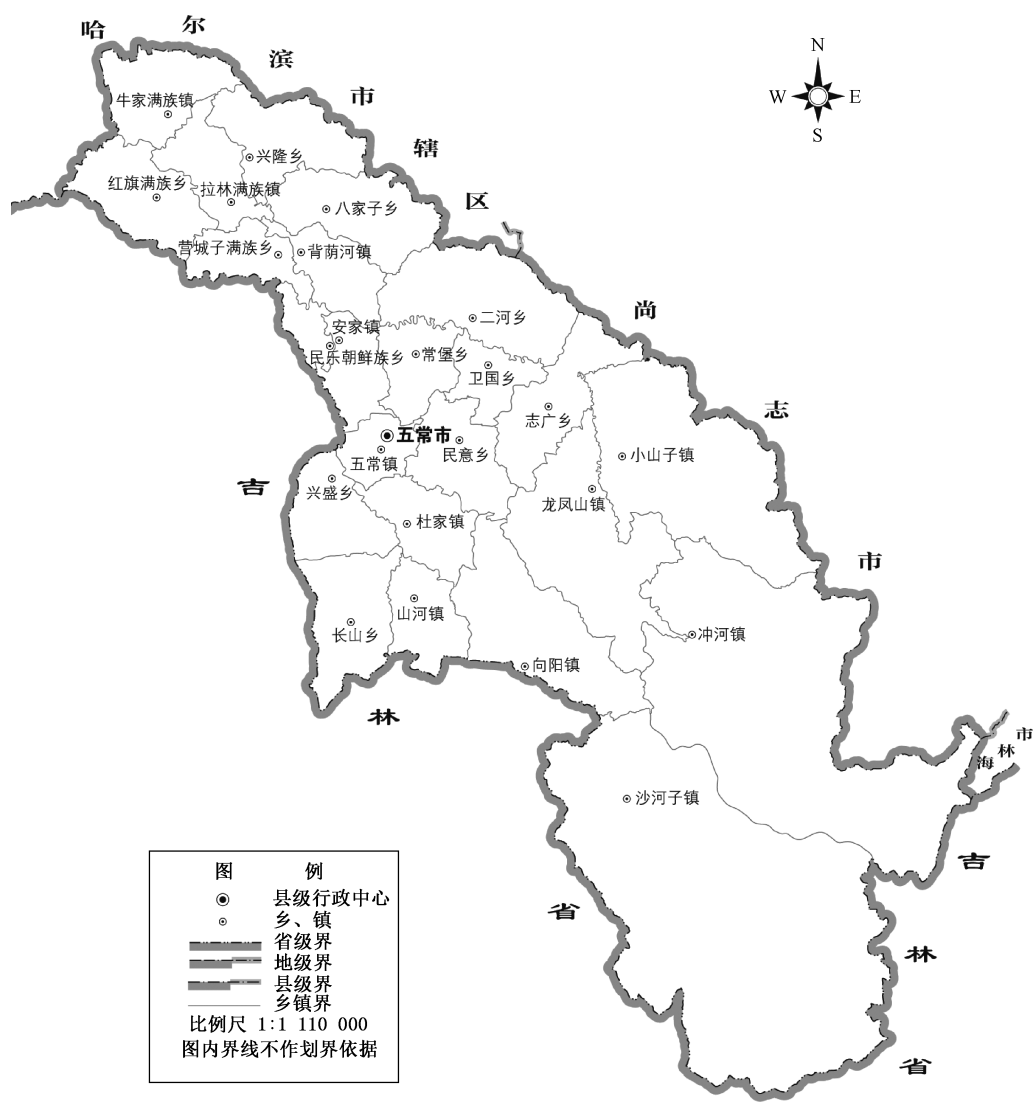 哈尔滨市辖区
N
W E
S
牛家满族镇
兴隆乡
红旗满族乡
拉林满族镇
八家子乡
营城子满族乡
背荫河镇
尚志市
二河乡
安家镇
民乐朝鲜族乡
常堡乡
卫国乡
志广乡
五常市
五常镇
民意乡
小山子镇
兴盛乡
龙凤山镇
杜家镇
山河镇
长山乡
冲河镇
向阳镇
沙河子镇
海林市
吉林省
吉林省
图 例
县级行政中心
乡、镇
省级界
地级界
县级界
乡镇界
比例尺 1:1 110 000
图内界线不作划界依据